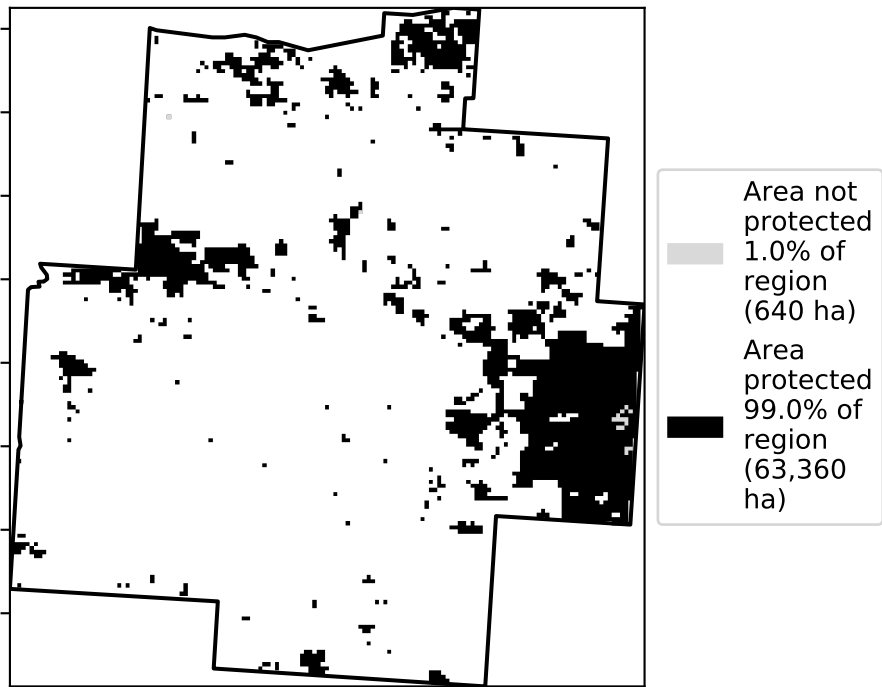 Area not
protected
1.0% of
region
(640 ha)
Area
protected
99.0% of
region
(63,360
ha)